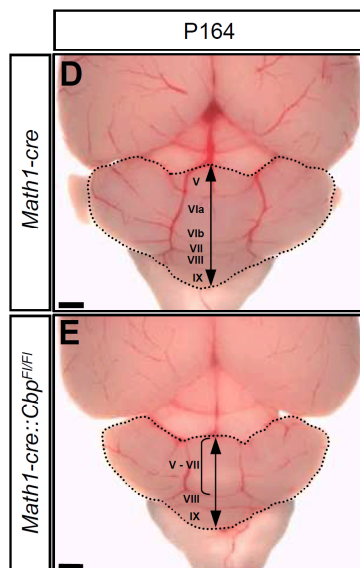 P164
Math1-cre
D
V
VIa
VIb
VII
VIII
IX
Math1-cre::Cbp^Fl/Fl
E
V - VII
VIII
IX